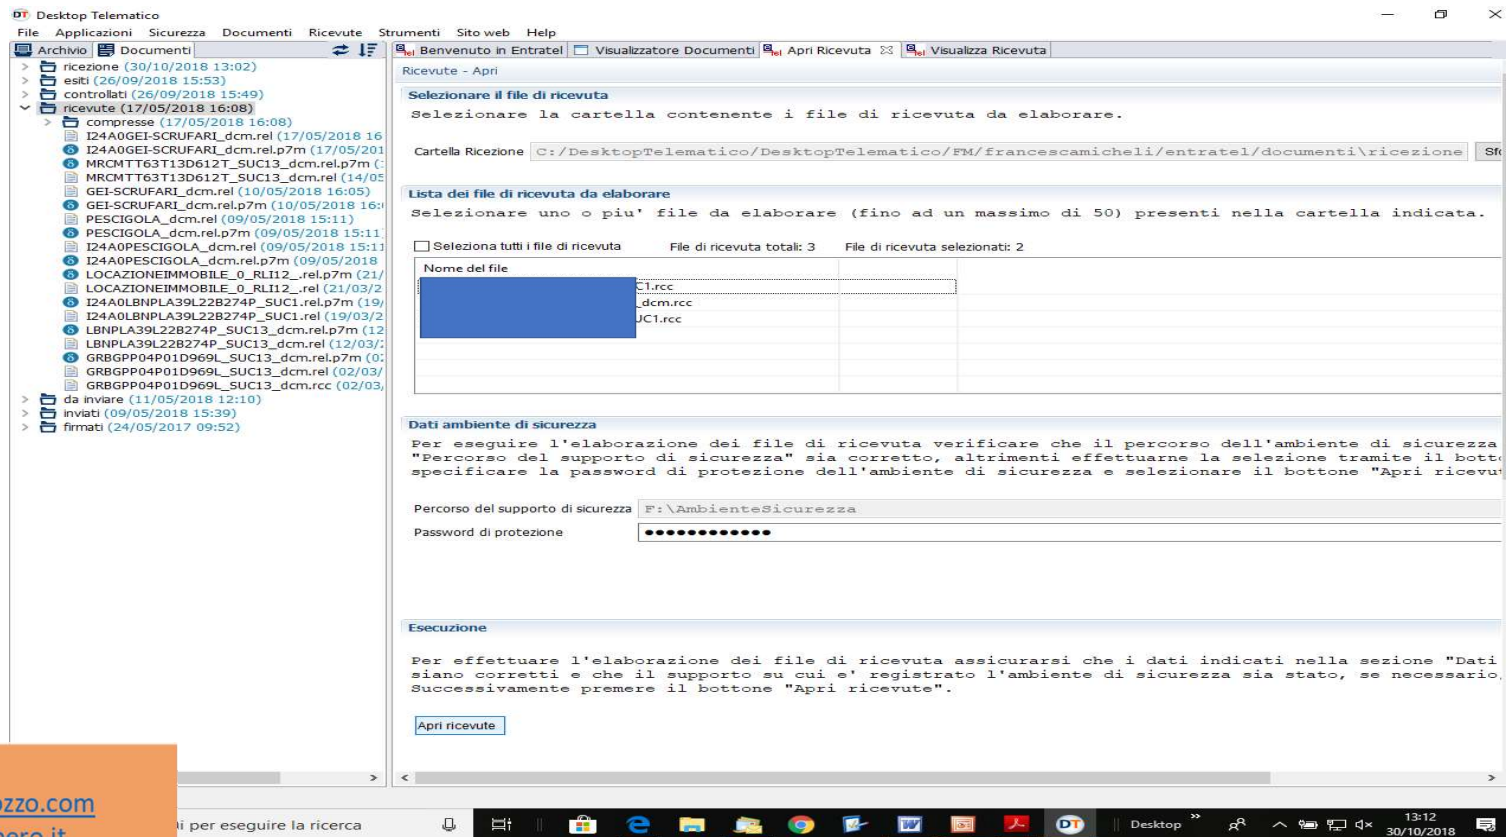 DT Desktop Telematico
File Applicazioni Sicurezza Documenti Ricevute Strumenti Sito web Help
Archivio Documenti
ricezione (30/10/2018 13:02)
esiti (26/09/2018 15:53)
controllati (26/09/2018 15:49)
ricevute (17/05/2018 16:08)
compresse (17/05/2018 16:08)
I24A0GEI-SCRUFARI_dcm.rel (17/05/2018 16
I24A0GEI-SCRUFARI_dcm.rel.p7m (17/05/201
MRCMTT63T13D612T_SUC13_dcm.rel.p7m (
MRCMTT63T13D612T_SUC13_dcm.rel (14/05
GEI-SCRUFARI_dcm.rel (10/05/2018 16:05)
GEI-SCRUFARI_dcm.rel.p7m (10/05/2018 16:
PESCIGOLA_dcm.rel (09/05/2018 15:11)
PESCIGOLA_dcm.rel.p7m (09/05/2018 15:11
I24A0PESCIGOLA_dcm.rel (09/05/2018 15:11
I24A0PESCIGOLA_dcm.rel.p7m (09/05/2018
LOCAZIONEIMMOBILE_0_RLI12_.rel.p7m (21/
LOCAZIONEIMMOBILE_0_RLI12_.rel (21/03/2
I24A0LBNPLA39L22B274P_SUC1.rel.p7m (19/
I24A0LBNPLA39L22B274P_SUC1.rel (19/03/2
LBNPLA39L22B274P_SUC13_dcm.rel.p7m (12
LBNPLA39L22B274P_SUC13_dcm.rel (12/03/
GRBGPP04P01D969L_SUC13_dcm.rel.p7m (0
GRBGPP04P01D969L_SUC13_dcm.rel (02/03/
GRBGPP04P01D969L_SUC13_dcm.rcc (02/03,
da inviare (11/05/2018 12:10)
inviati (09/05/2018 15:39)
firmati (24/05/2017 09:52)
Benvenuto in Entratel Visualizzatore Documenti Apri Ricevuta Visualizza Ricevuta
Ricevute - Apri
Selezionare il file di ricevuta
Selezionare la cartella contenente i file di ricevuta da elaborare.
Cartella Ricezione C:/DesktopTelematico/DesktopTelematico/FM/francescamicheli/entratel/documenti\ricezione Sfo
Lista dei file di ricevuta da elaborare
Selezionare uno o piu' file da elaborare (fino ad un massimo di 50) presenti nella cartella indicata.
Seleziona tutti i file di ricevuta File di ricevuta totali: 3 File di ricevuta selezionati: 2
Nome del file
C1.rcc
_dcm.rcc
UC1.rcc
Dati ambiente di sicurezza
Per eseguire l'elaborazione dei file di ricevuta verificare che il percorso dell'ambiente di sicurezza
"Percorso del supporto di sicurezza" sia corretto, altrimenti effettuarne la selezione tramite il botto
specificare la password di protezione dell'ambiente di sicurezza e selezionare il bottone "Apri ricevut
Percorso del supporto di sicurezza F:\AmbienteSicurezza
Password di protezione ●●●●●●●●●●●●
Esecuzione
Per effettuare l'elaborazione dei file di ricevuta assicurarsi che i dati indicati nella sezione "Dati
siano corretti e che il supporto su cui e' registrato l'ambiente di sicurezza sia stato, se necessario,
Successivamente premere il bottone "Apri ricevute".
Apri ricevute
ozzo.com
i per eseguire la ricerca
Desktop
13:12
30/10/2018